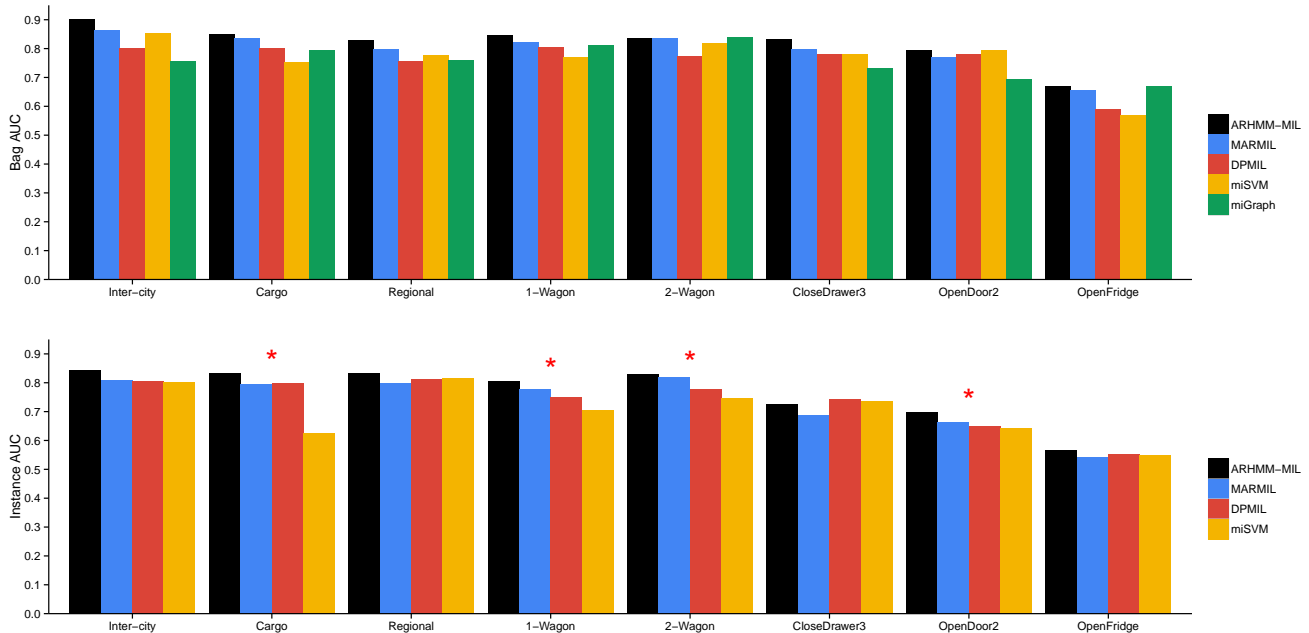 Bag AUC
0.9
0.8
0.7
0.6
0.5
0.4
0.3
0.2
0.1
0.0
Inter−city Cargo Regional 1−Wagon 2−Wagon CloseDrawer3 OpenDoor2 OpenFridge
ARHMM−MIL
MARMIL
DPMIL
miSVM
miGraph
Instance AUC
0.9
0.8
0.7
0.6
0.5
0.4
0.3
0.2
0.1
0.0
* * * *
Inter−city Cargo Regional 1−Wagon 2−Wagon CloseDrawer3 OpenDoor2 OpenFridge
ARHMM−MIL
MARMIL
DPMIL
miSVM